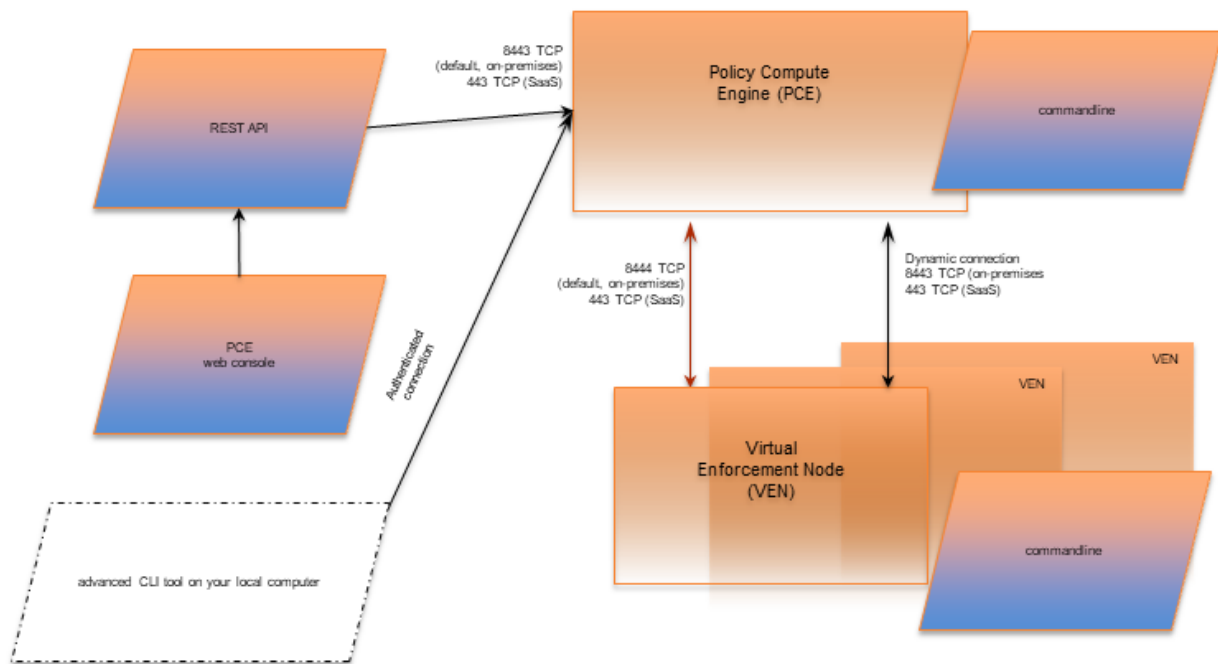 8443 TCP
(default, on-premises)
443 TCP (SaaS)
Policy Compute
Engine (PCE)
commandline
REST API
8444 TCP
(default, on-premises)
443 TCP (SaaS)
Dynamic connection
8443 TCP (on-premises
443 TCP (SaaS)
PCE
web console
Authenticated
connection
VEN
VEN
Virtual
Enforcement Node
(VEN)
commandline
advanced CLI tool on your local computer